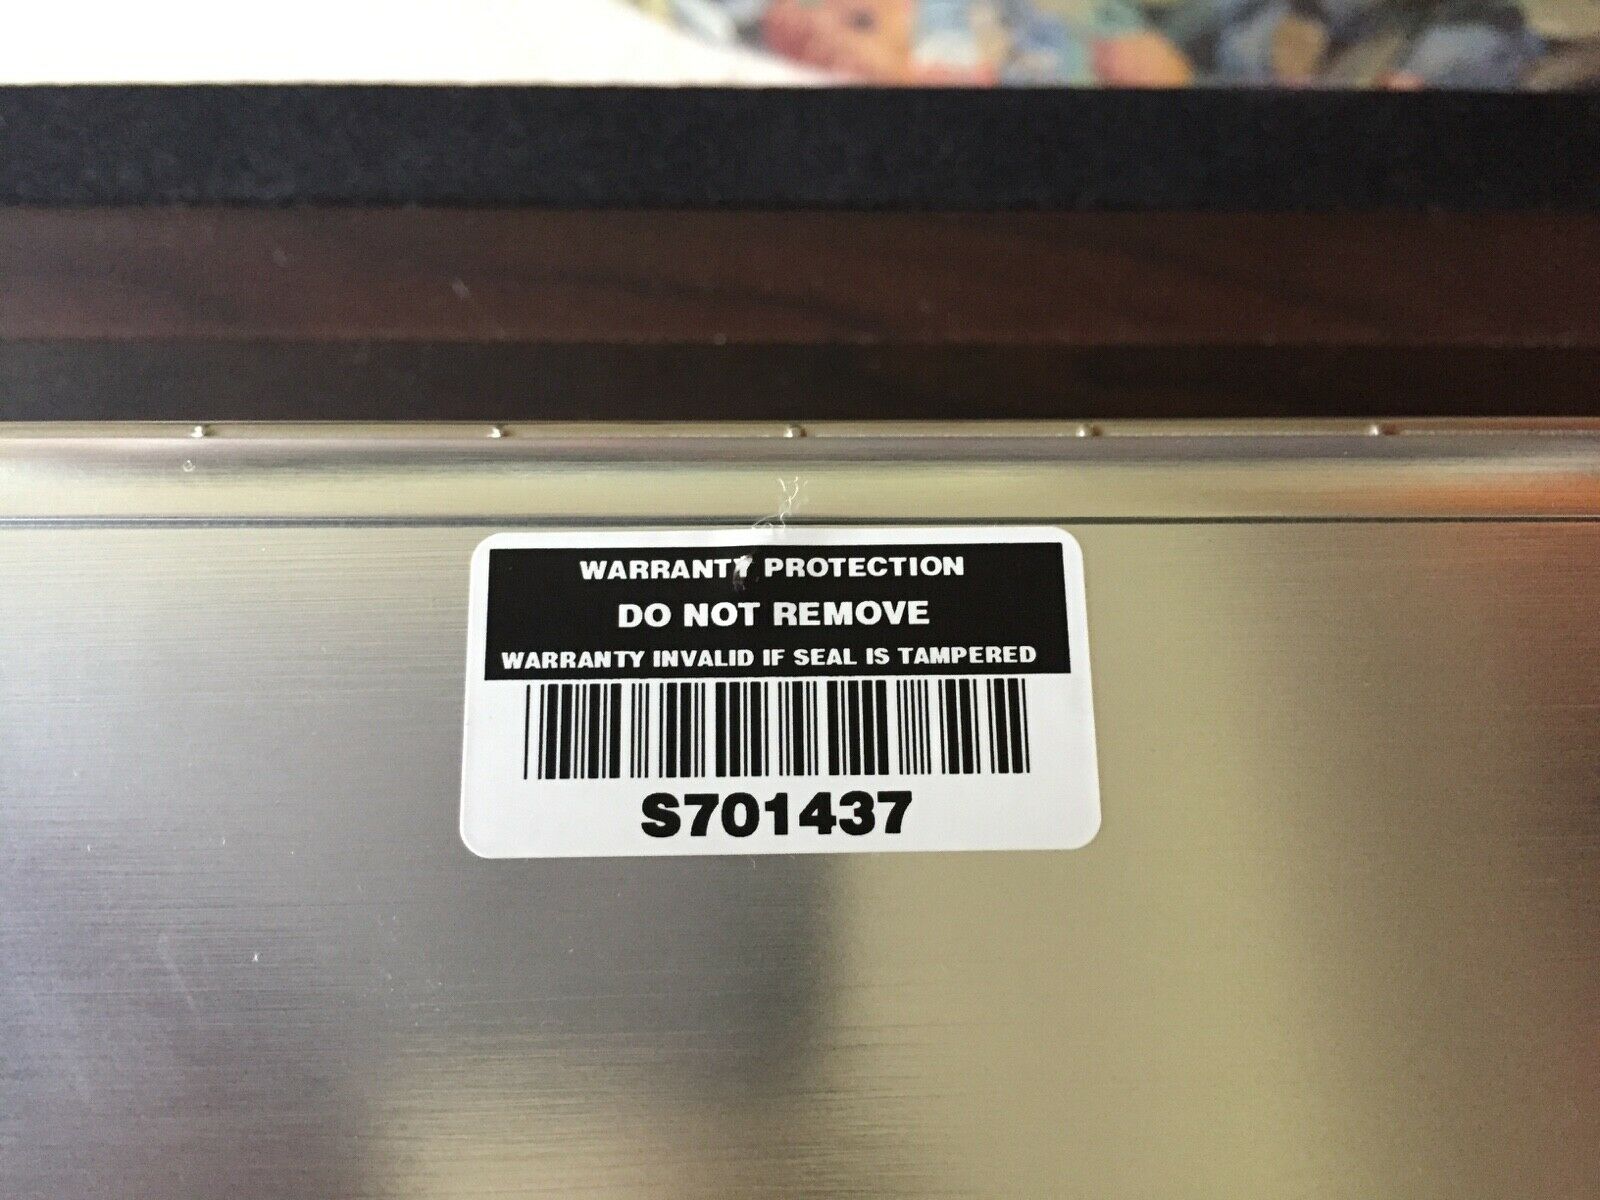 WARRANTY PROTECTION
DO NOT REMOVE
WARRANTY INVALID IF SEAL IS TAMPERED
S701437